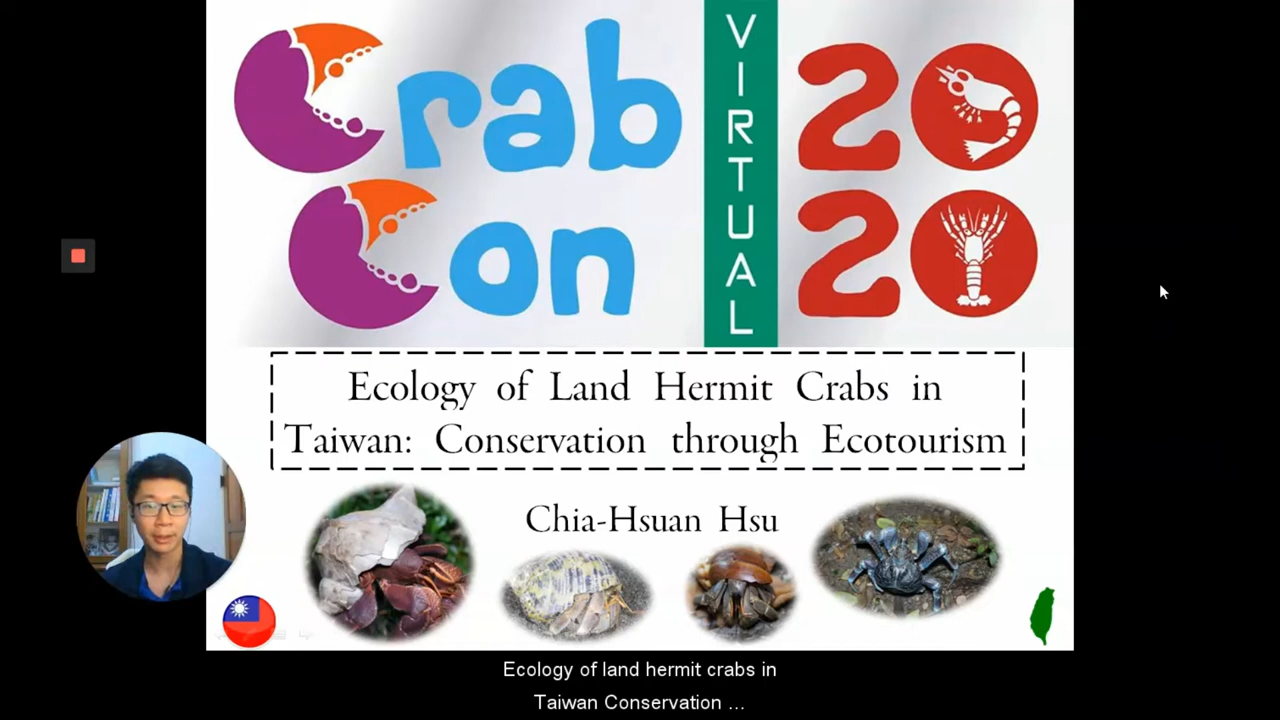 Crab
Con
VIRTUAL
20
20
Ecology of Land Hermit Crabs in
Taiwan: Conservation through Ecotourism
Chia-Hsuan Hsu
Ecology of land hermit crabs in
Taiwan Conservation ...